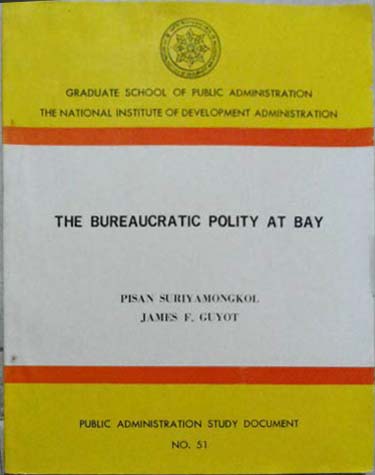 GRADUATE SCHOOL OF PUBLIC ADMINISTRATION
THE NATIONAL INSTITUTE OF DEVELOPMENT ADMINISTRATION
THE BUREAUCRATIC POLITY AT BAY
PISAN SURIYAMONGKOL
JAMES F. GUYOT
PUBLIC ADMINISTRATION STUDY DOCUMENT
NO. 51